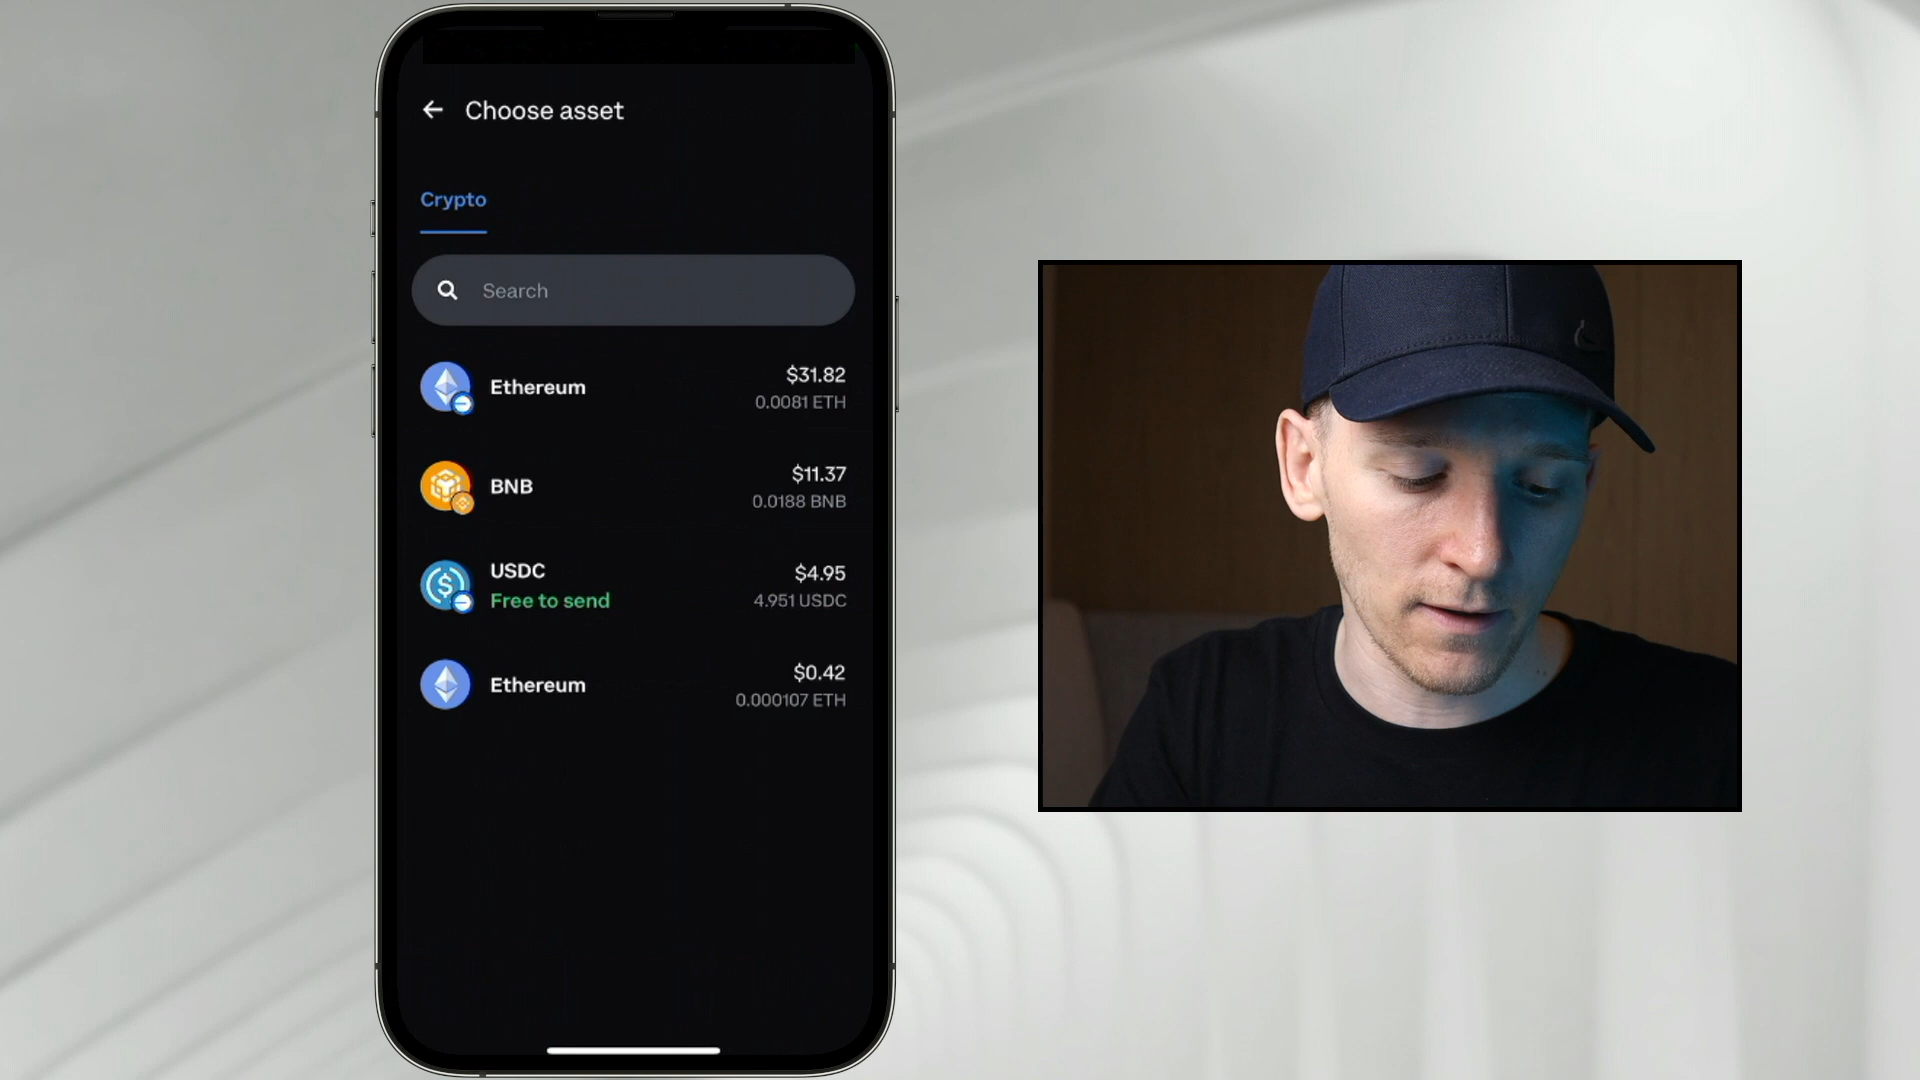 Choose asset
Crypto
Search
Ethereum
$31.82
0.0081 ETH
BNB
$11.37
0.0188 BNB
USDC
$4.95
Free to send
4.951 USDC
Ethereum
$0.42
0.000107 ETH